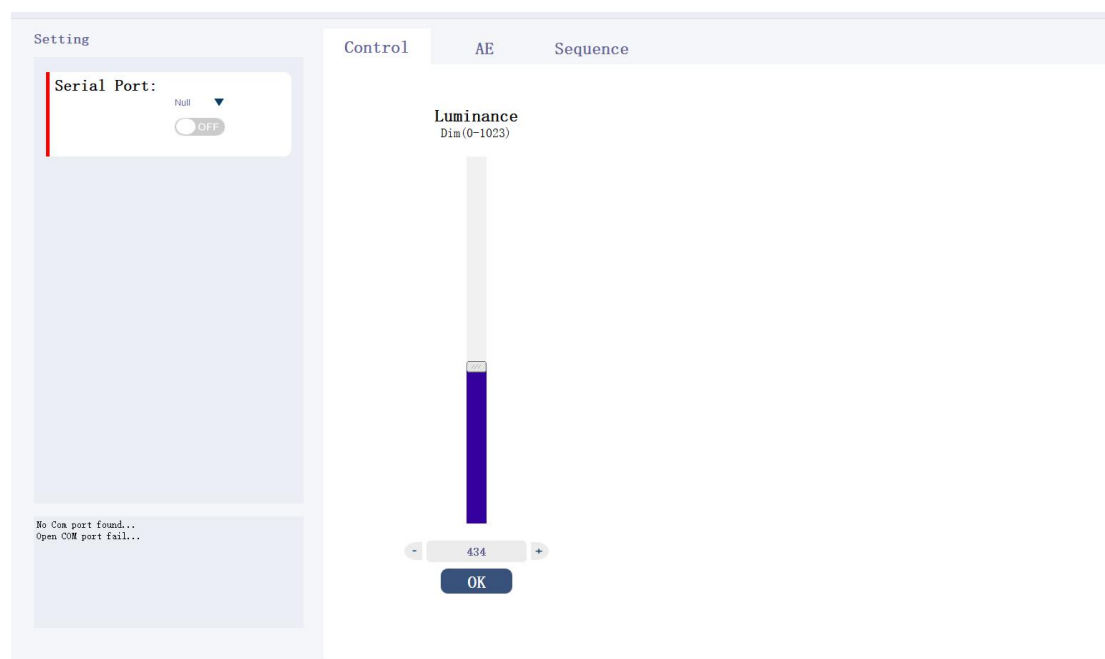 Setting
Control
AE
Sequence
Serial Port:
Null
OFF
Luminance
Dim(0-1023)
No Com port found...
Open COM port fail...
-
434
+
OK